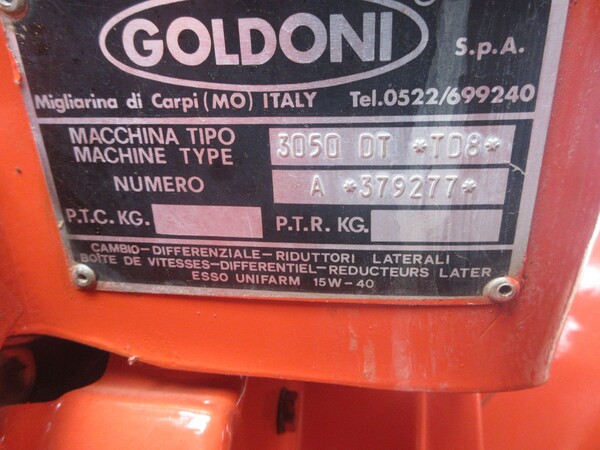 GOLDONI S.p.A.
Migliarina di Carpi (MO) ITALY Tel.0522/699240
MACCHINA TIPO 3050 DT *TD8*
MACHINE TYPE
NUMERO A *379277*
P.T.C. KG. P.T.R. KG.
CAMBIO-DIFFERENZIALE-RIDUTTORI LATERALI
BOÎTE DE VITESSES-DIFFERENTIEL-REDUCTEURS LATER
ESSO UNIFARM 15W-40